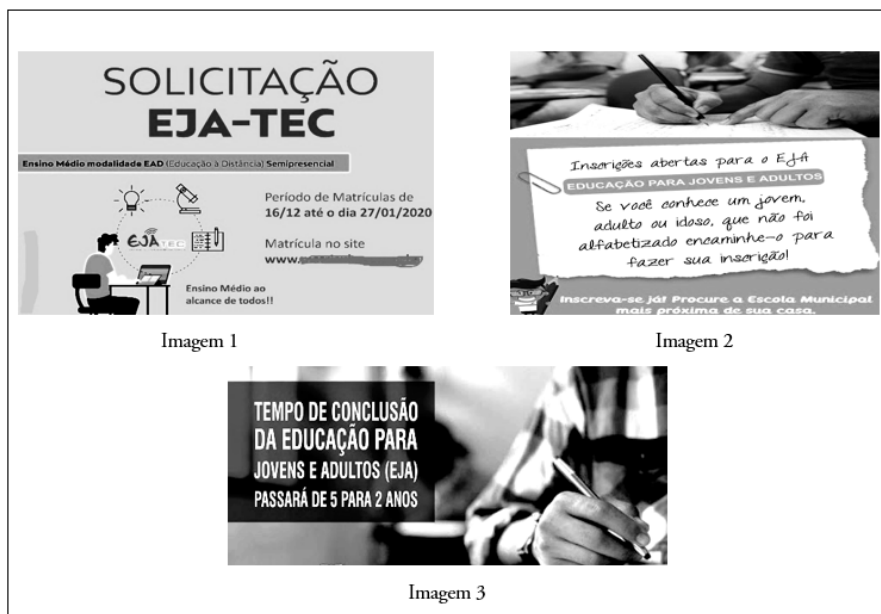 SOLICITAÇÃO
EJA-TEC
Ensino Médio modalidade EAD (Educação à Distância) Semipresencial
Período de Matrículas de
16/12 até o dia 27/01/2020
EJATEC
Matrícula no site
www.
Ensino Médio ao
alcance de todos!!
Imagem 1
Inscrições abertas para o EJA
EDUCAÇÃO PARA JOVENS E ADULTOS
Se você conhece um jovem,
adulto ou idoso, que não foi
alfabetizado encaminhe-o para
fazer sua inscrição!
Inscreva-se já! Procure a Escola Municipal
mais próxima de sua casa.
Imagem 2
TEMPO DE CONCLUSÃO
DA EDUCAÇÃO PARA
JOVENS E ADULTOS (EJA)
PASSARÁ DE 5 PARA 2 ANOS
Imagem 3